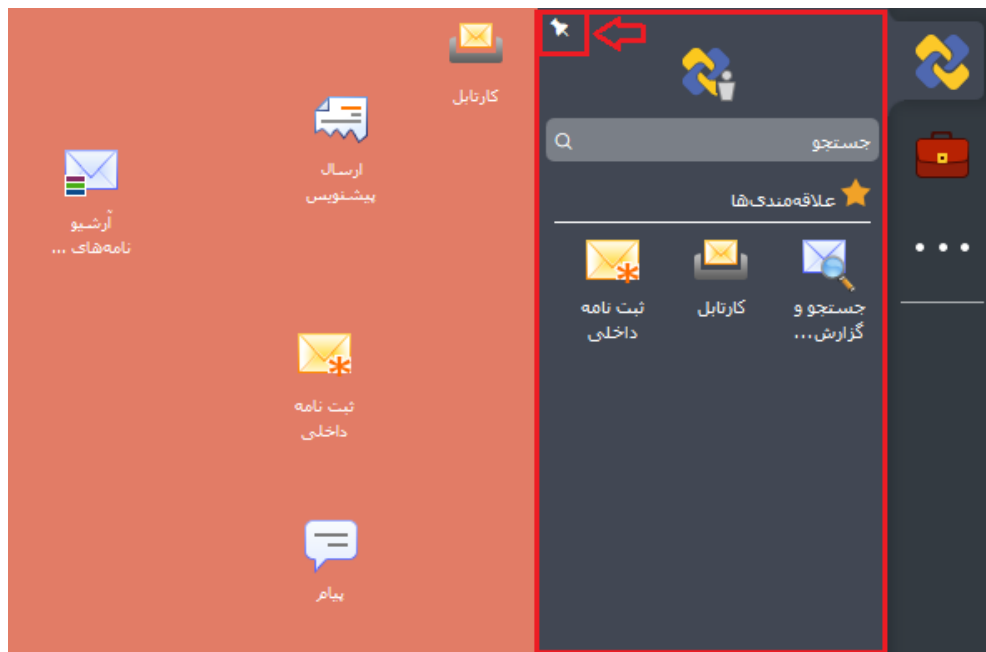 جستجو
علاقه‌مندی‌ها
جستجو و
گزارش...
کارتابل
ثبت نامه
داخلی
کارتابل
ارسال
پیشنویس
آرشیو
نامه‌های ...
ثبت نامه
داخلی
پیام